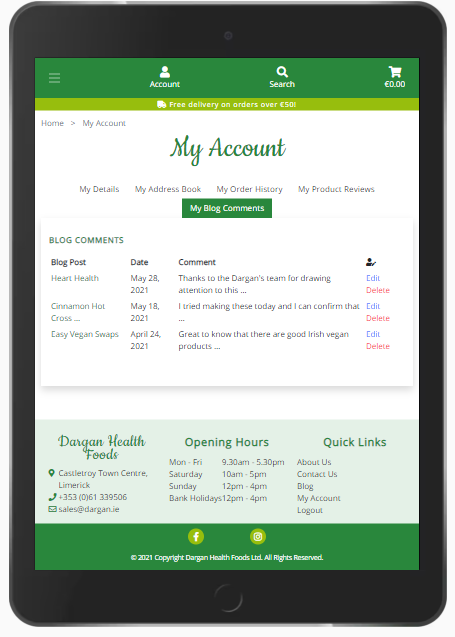 Account
Search
€0.00
Free delivery on orders over €50!
Home > My Account
My Account
My Details My Address Book My Order History My Product Reviews
My Blog Comments
BLOG COMMENTS
Blog Post Date Comment
Heart Health May 28, 2021 Thanks to the Dargan's team for drawing attention to this ... Edit Delete
Cinnamon Hot Cross ... May 18, 2021 I tried making these today and I can confirm that ... Edit Delete
Easy Vegan Swaps April 24, 2021 Great to know that there are good Irish vegan products ... Edit Delete
Dargan Health
Foods
Castletroy Town Centre,
Limerick
+353 (0)61 339506
sales@dargan.ie
Opening Hours
Mon - Fri 9.30am - 5.30pm
Saturday 10am - 5pm
Sunday 12pm - 4pm
Bank Holidays 12pm - 4pm
Quick Links
About Us
Contact Us
Blog
My Account
Logout
© 2021 Copyright Dargan Health Foods Ltd. All Rights Reserved.